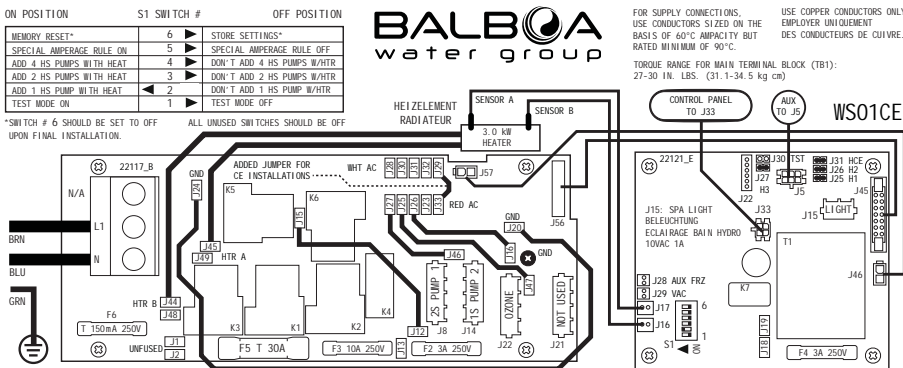 ON POSITION S1 SWITCH # OFF POSITION
MEMORY RESET* 6 ▶ STORE SETTINGS*
SPECIAL AMPERAGE RULE ON 5 ▶ SPECIAL AMPERAGE RULE OFF
ADD 4 HS PUMPS WITH HEAT 4 ▶ DON'T ADD 4 HS PUMPS W/HTR
ADD 2 HS PUMPS WITH HEAT 3 ▶ DON'T ADD 2 HS PUMPS W/HTR
ADD 1 HS PUMP WITH HEAT ◀ 2 DON'T ADD 1 HS PUMP W/HTR
TEST MODE ON 1 ▶ TEST MODE OFF
*SWITCH # 6 SHOULD BE SET TO OFF
UPON FINAL INSTALLATION.
ALL UNUSED SWITCHES SHOULD BE OFF
BALBOA
water group
FOR SUPPLY CONNECTIONS,
USE CONDUCTORS SIZED ON THE
BASIS OF 60°C AMPACITY BUT
RATED MINIMUM OF 90°C.
USE COPPER CONDUCTORS ONLY
EMPLOYER UNIQUEMENT
DES CONDUCTEURS DE CUIVRE.
TORQUE RANGE FOR MAIN TERMINAL BLOCK (TB1):
27-30 IN. LBS. (31.1-34.5 kg cm)
HEIZELEMENT
RADIATEUR
SENSOR A
SENSOR B
3.0 kW
HEATER
CONTROL PANEL
TO J33
AUX
TO J5
WS01CE
22117_B
N/A
L1
N
BRN
BLU
GRN
GND
J24
ADDED JUMPER FOR
CE INSTALLATIONS
WHT AC
J28
J30
J31
J32
J29
J57
K5
K6
J15
J27
J25
J26
J23
J33
RED AC
J56
GND
J20
J16
GND
J45
J49
HTR A
J46
J47
HTR B
J44
J48
F6
T 150mA 250V
UNFUSED
J1
J2
K3
K1
K2
K4
F5 T 30A
F3 10A 250V
J13
J12
F2 3A 250V
2S PUMP 1
J8
1S PUMP 2
J14
OZONE
J22
NOT USED
J21
22121_E
J22
J30 TST
J27
H3
J5
J31 HCE
J26 H2
J25 H1
J45
J15: SPA LIGHT
BELEUCHTUNG
ECLAIRAGE BAIN HYDRO
10VAC 1A
J33
J15
LIGHT
T1
K7
J46
J28 AUX FRZ
J29 VAC
J17
J16
6
1
S1
ON
J19
J18
F4 3A 250V